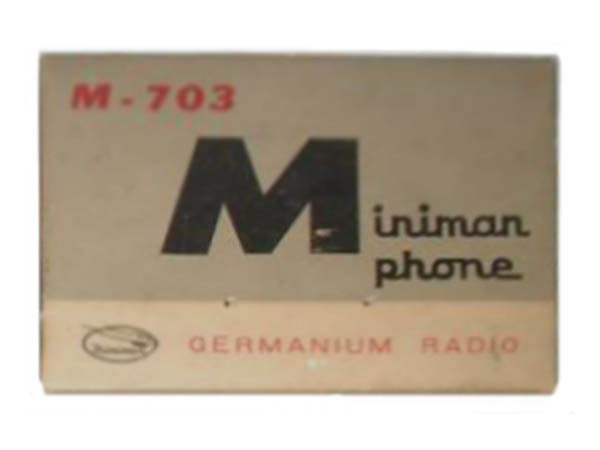 M-703
Miniman
phone
GERMANIUM RADIO